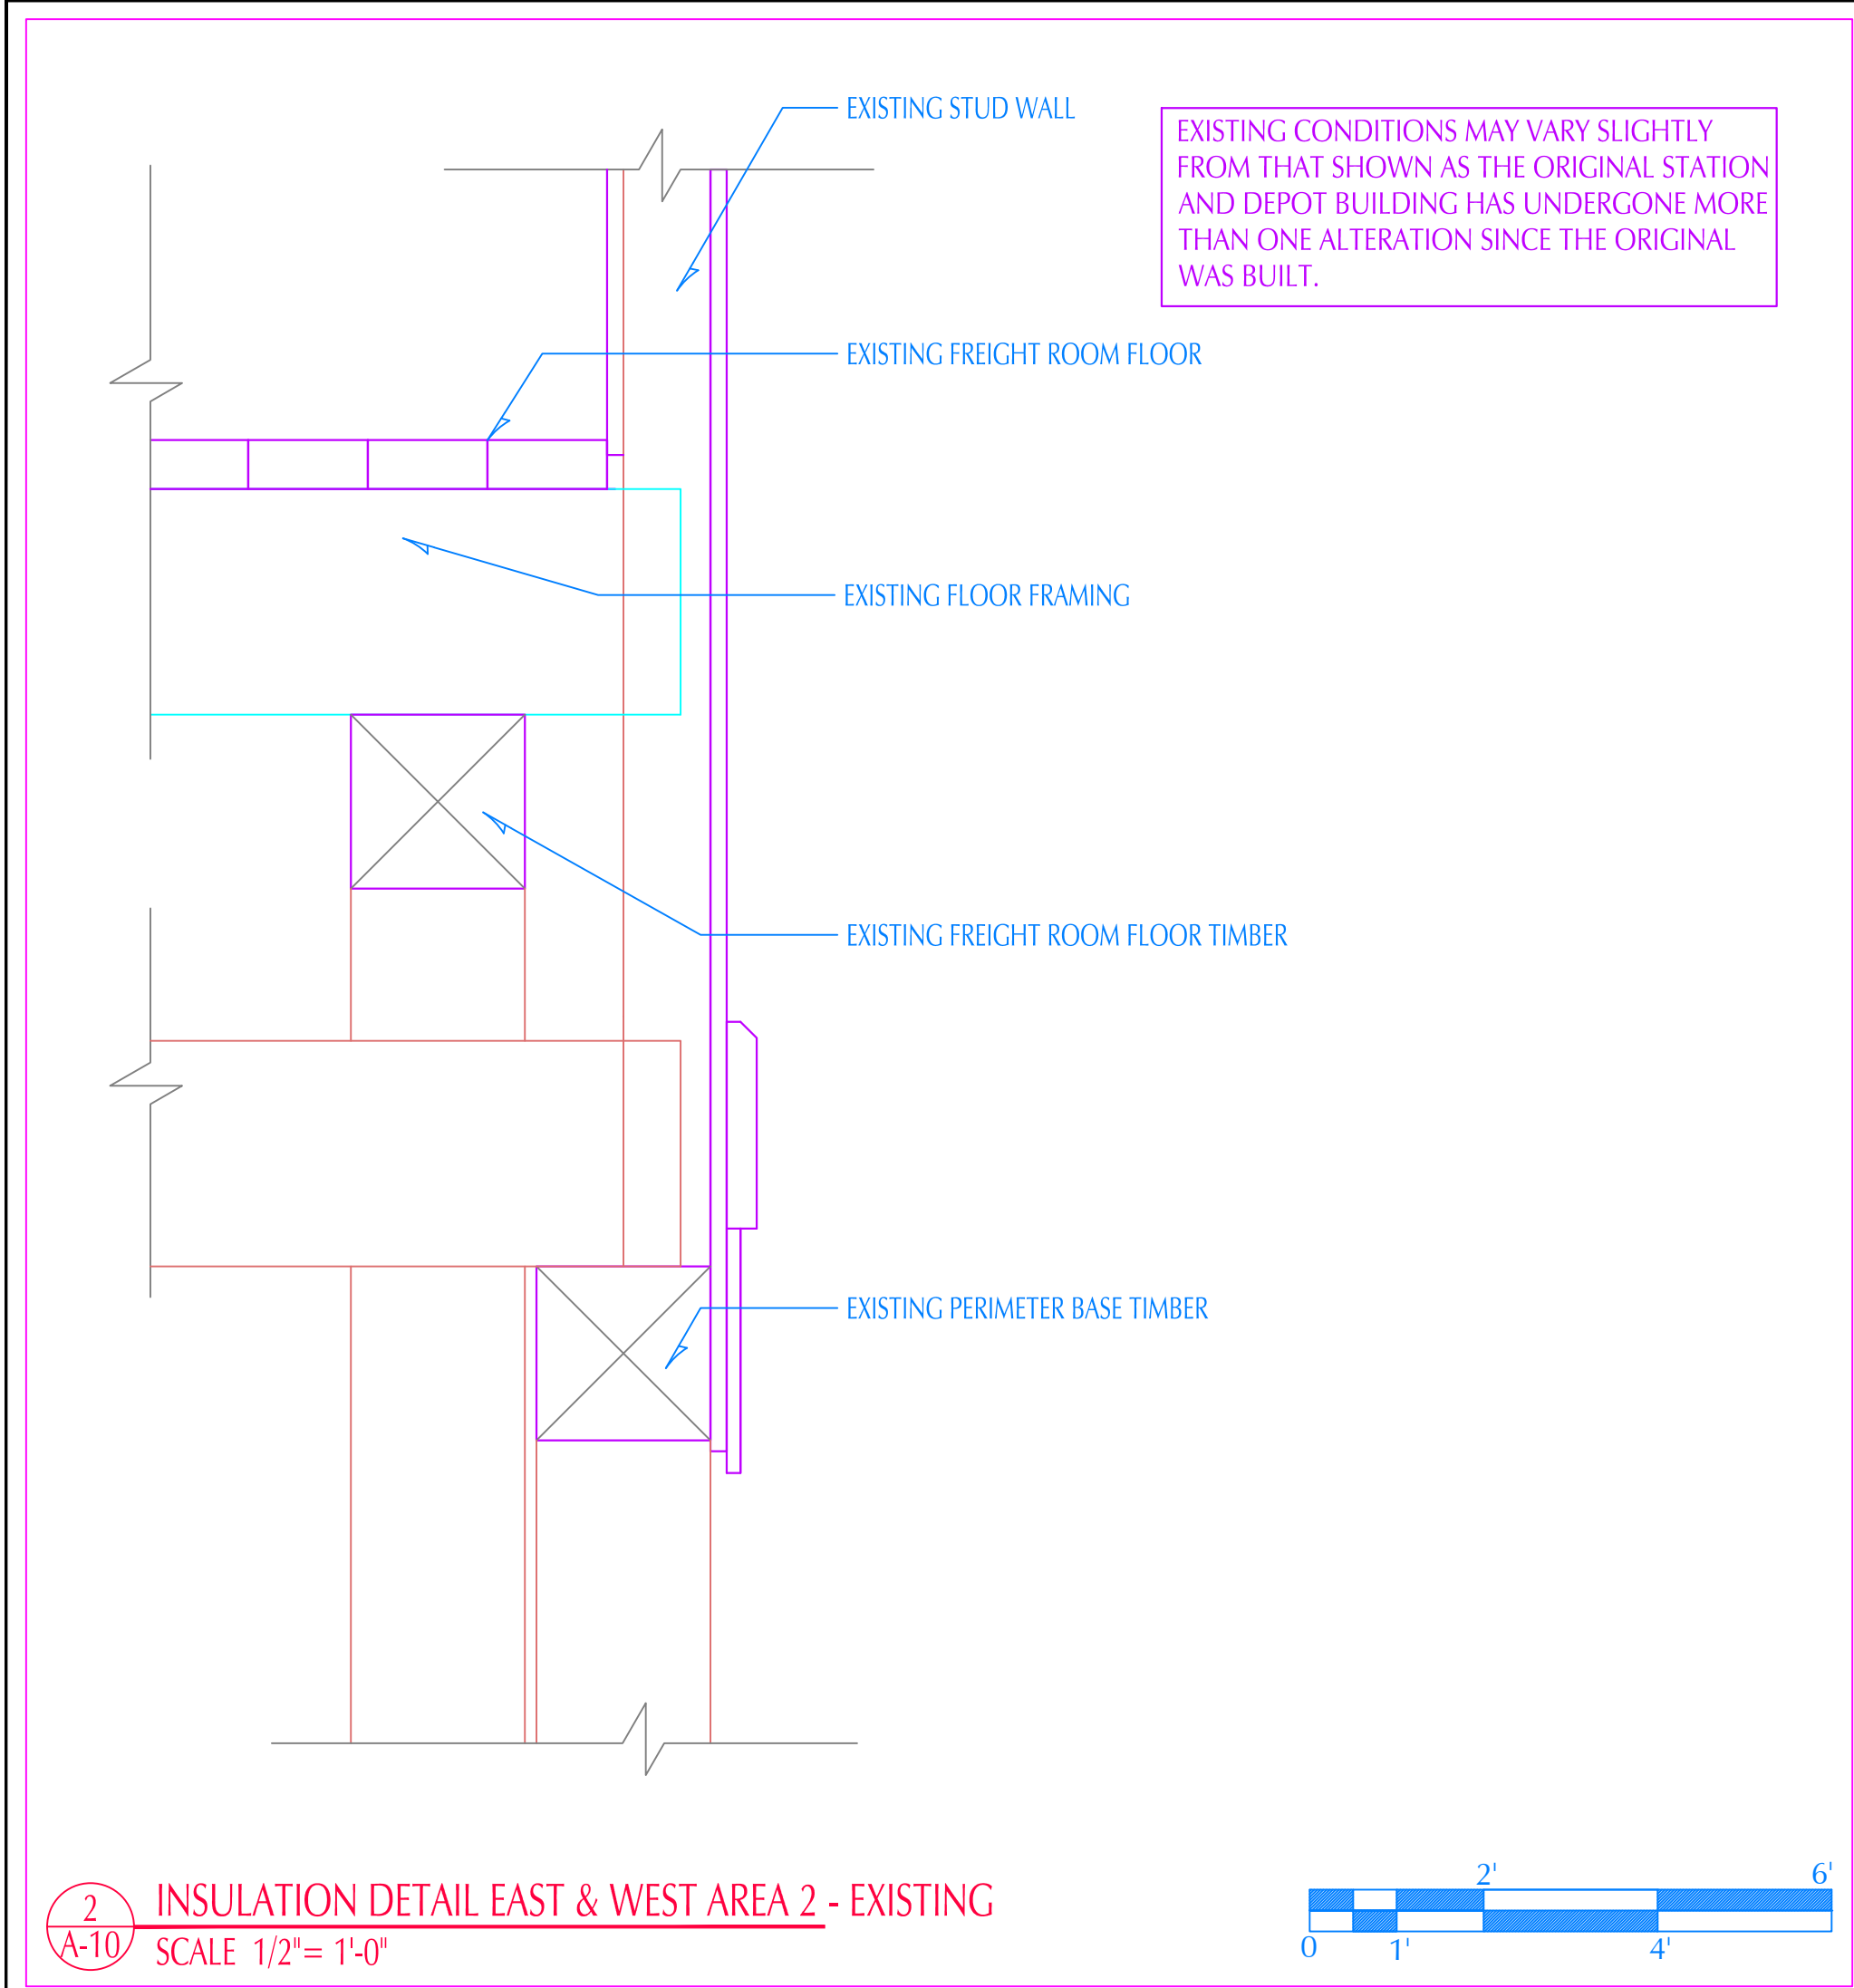 EXISTING STUD WALL
EXISTING CONDITIONS MAY VARY SLIGHTLY
FROM THAT SHOWN AS THE ORIGINAL STATION
AND DEPOT BUILDING HAS UNDERGONE MORE
THAN ONE ALTERATION SINCE THE ORIGINAL
WAS BUILT.
EXISTING FREIGHT ROOM FLOOR
EXISTING FLOOR FRAMING
EXISTING FREIGHT ROOM FLOOR TIMBER
EXISTING PERIMETER BASE TIMBER
2
A-10
INSULATION DETAIL EAST & WEST AREA 2 - EXISTING
SCALE 1/2"= 1'-0"
2' 6'
0 1' 4'